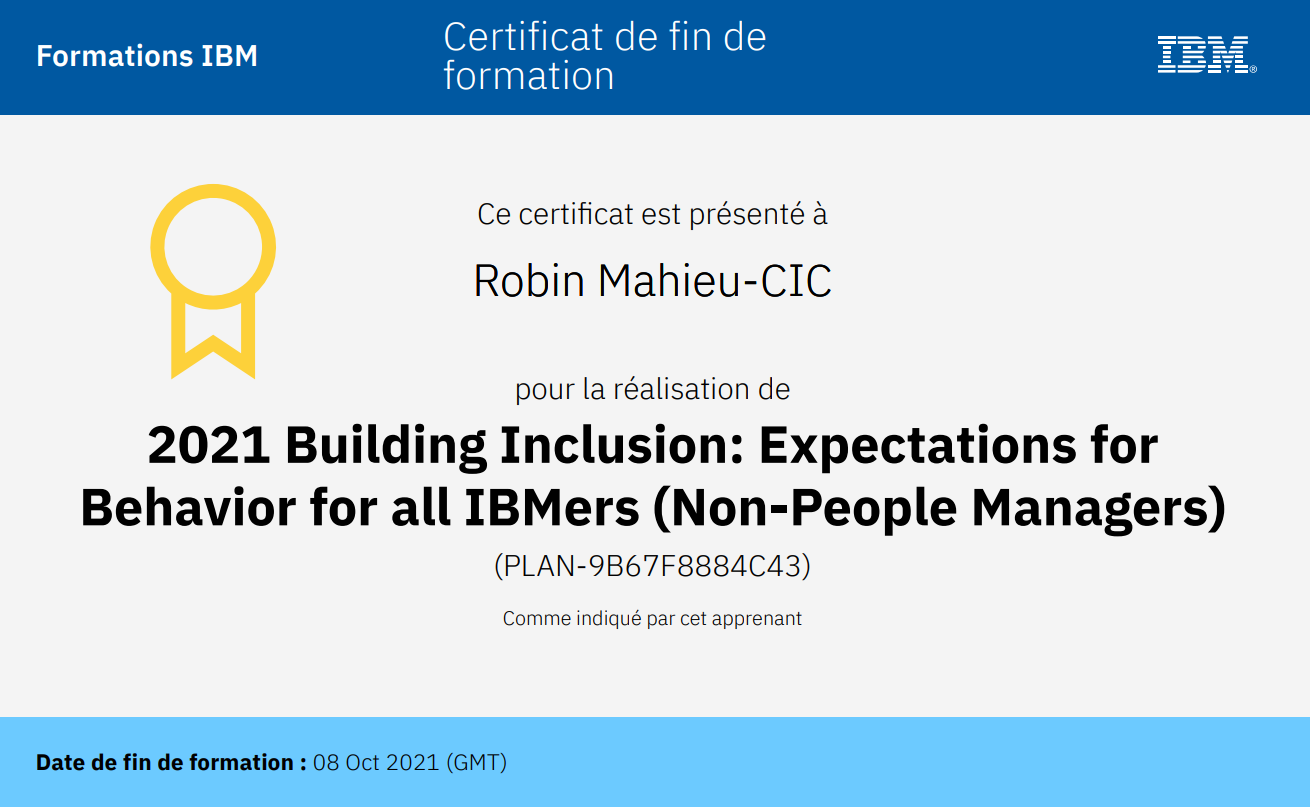 Formations IBM
Certificat de fin de
formation
IBM®
Ce certificat est présenté à
Robin Mahieu-CIC
pour la réalisation de
2021 Building Inclusion: Expectations for
Behavior for all IBMers (Non-People Managers)
(PLAN-9B67F8884C43)
Comme indiqué par cet apprenant
Date de fin de formation : 08 Oct 2021 (GMT)